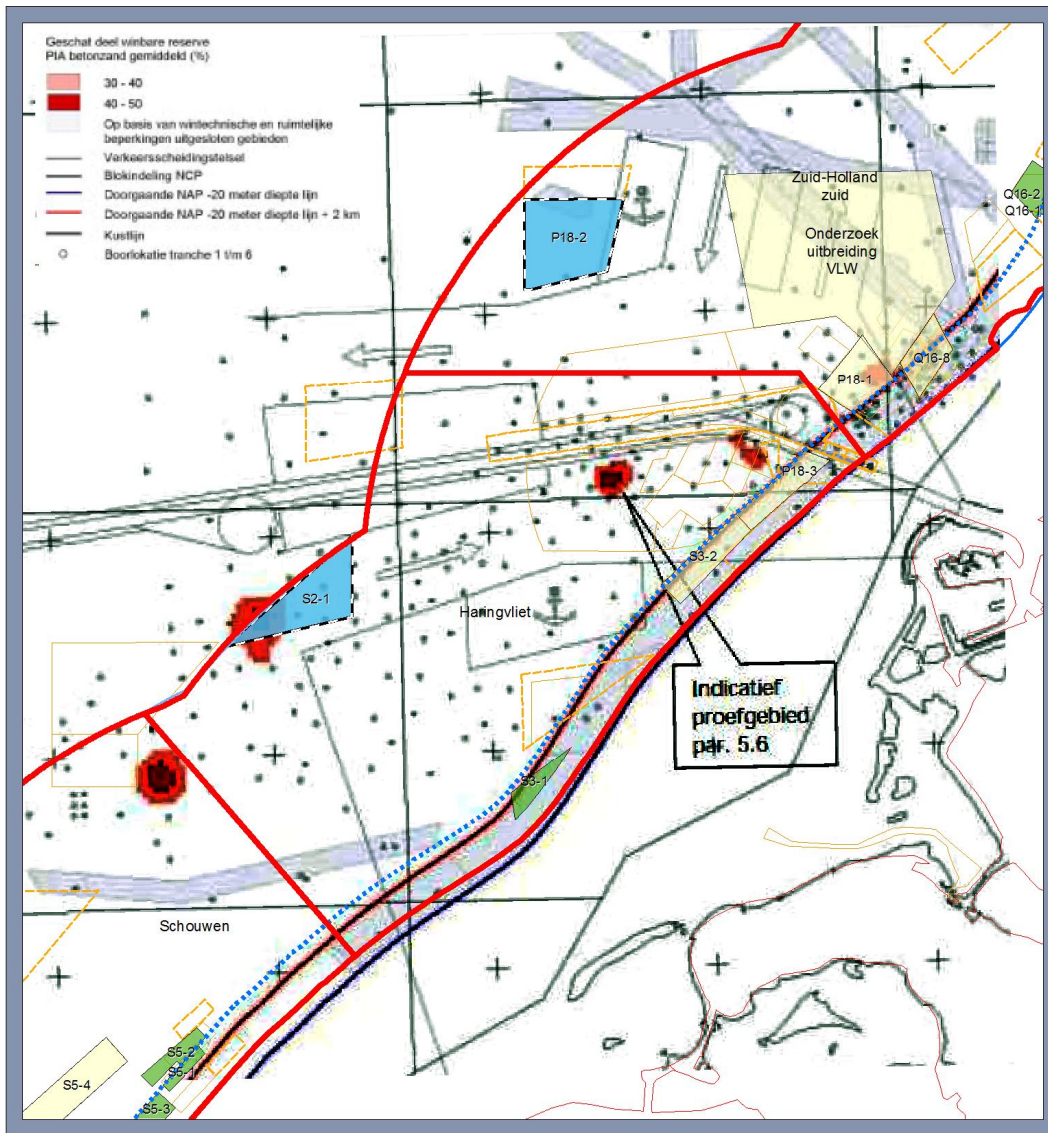 Geschat deel winbare reserve
PIA betonzand gemiddeld (%)
30 - 40
40 - 50
Op basis van wintechnische en ruimtelijke
beperkingen uitgesloten gebieden
Verkeersscheidingstelsel
Blokindeling NCP
Doorgaande NAP -20 meter diepte lijn
Doorgaande NAP -20 meter diepte lijn + 2 km
Kustlijn
Boorlokatie tranche 1 t/m 6
Zuid-Holland
zuid
Onderzoek
uitbreiding
VLW
Q16-2
Q16-1
P18-2
Q16-8
P18-1
P18-3
S3-2
S2-1
Haringvliet
Indicatief
proefgebied
par. 5.6
S3-1
Schouwen
S5-2
S5-1
S5-4
S5-3